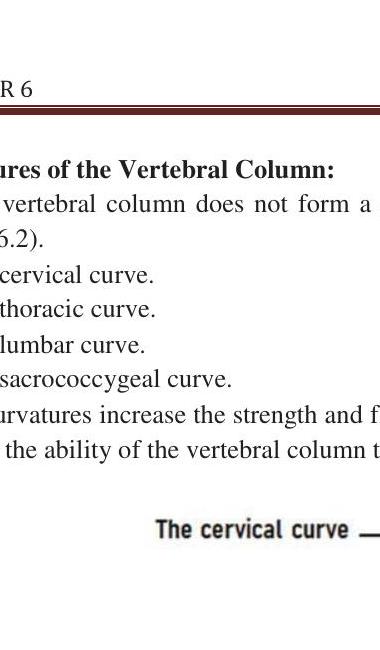 R 6
ures of the Vertebral Column:
vertebral column does not form a
6.2).
cervical curve.
thoracic curve.
lumbar curve.
sacrococcygeal curve.
urvatures increase the strength and f
the ability of the vertebral column t
The cervical curve